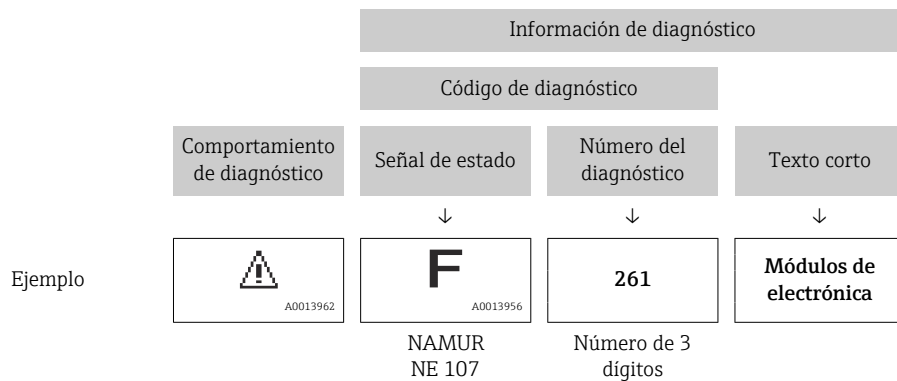 Información de diagnóstico
Código de diagnóstico
Comportamiento
de diagnóstico
Señal de estado
Número del
diagnóstico
Texto corto
↓ ↓ ↓
Ejemplo
A0013962
F
A0013956
261
Módulos de
electrónica
NAMUR
NE 107
Número de 3
dígitos